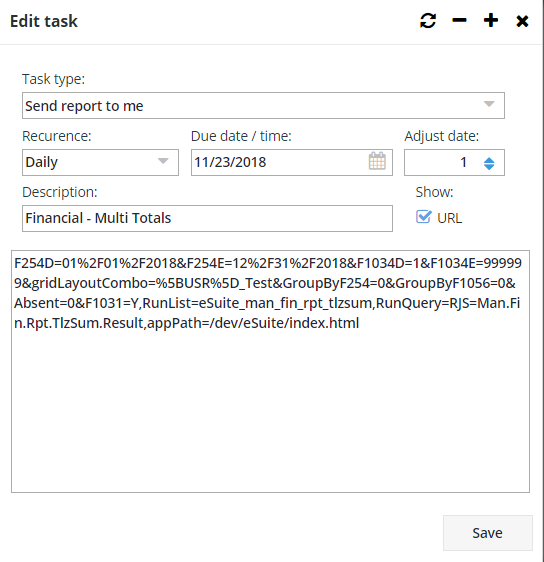 Edit task
Task type:
Send report to me
Recurence: Due date / time: Adjust date:
Daily 11/23/2018 1
Description: Show:
Financial - Multi Totals URL
F254D=01%2F01%2F2018&F254E=12%2F31%2F2018&F1034D=1&F1034E=99999
9&gridLayoutCombo=%5BUSR%5D_Test&GroupByF254=0&GroupByF1056=0&
Absent=0&F1031=Y,RunList=eSuite_man_fin_rpt_tlzsum,RunQuery=RJS=Man.Fi
n.Rpt.TlzSum.Result,appPath=/dev/eSuite/index.html
Save